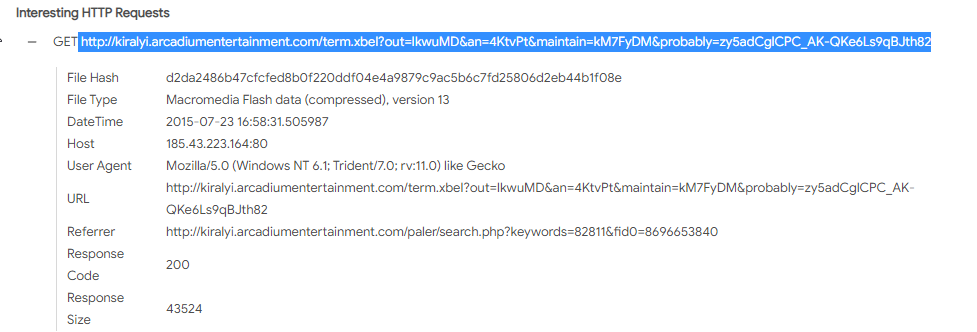 Interesting HTTP Requests
– GET http://kiralyi.arcadiumentertainment.com/term.xbel?out=IkwuMD&an=4KtvPt&maintain=kM7FyDM&probably=zy5adCglCPC_AK-QKe6Ls9qBJth82
File Hash d2da2486b47cfcfed8b0f220ddf04e4a9879c9ac5b6c7fd25806d2eb44b1f08e
File Type Macromedia Flash data (compressed), version 13
DateTime 2015-07-23 16:58:31.505987
Host 185.43.223.164:80
User Agent Mozilla/5.0 (Windows NT 6.1; Trident/7.0; rv:11.0) like Gecko
URL http://kiralyi.arcadiumentertainment.com/term.xbel?out=IkwuMD&an=4KtvPt&maintain=kM7FyDM&probably=zy5adCglCPC_AK-
QKe6Ls9qBJth82
Referrer http://kiralyi.arcadiumentertainment.com/paler/search.php?keywords=82811&fid0=8696653840
Response
Code 200
Response
Size 43524